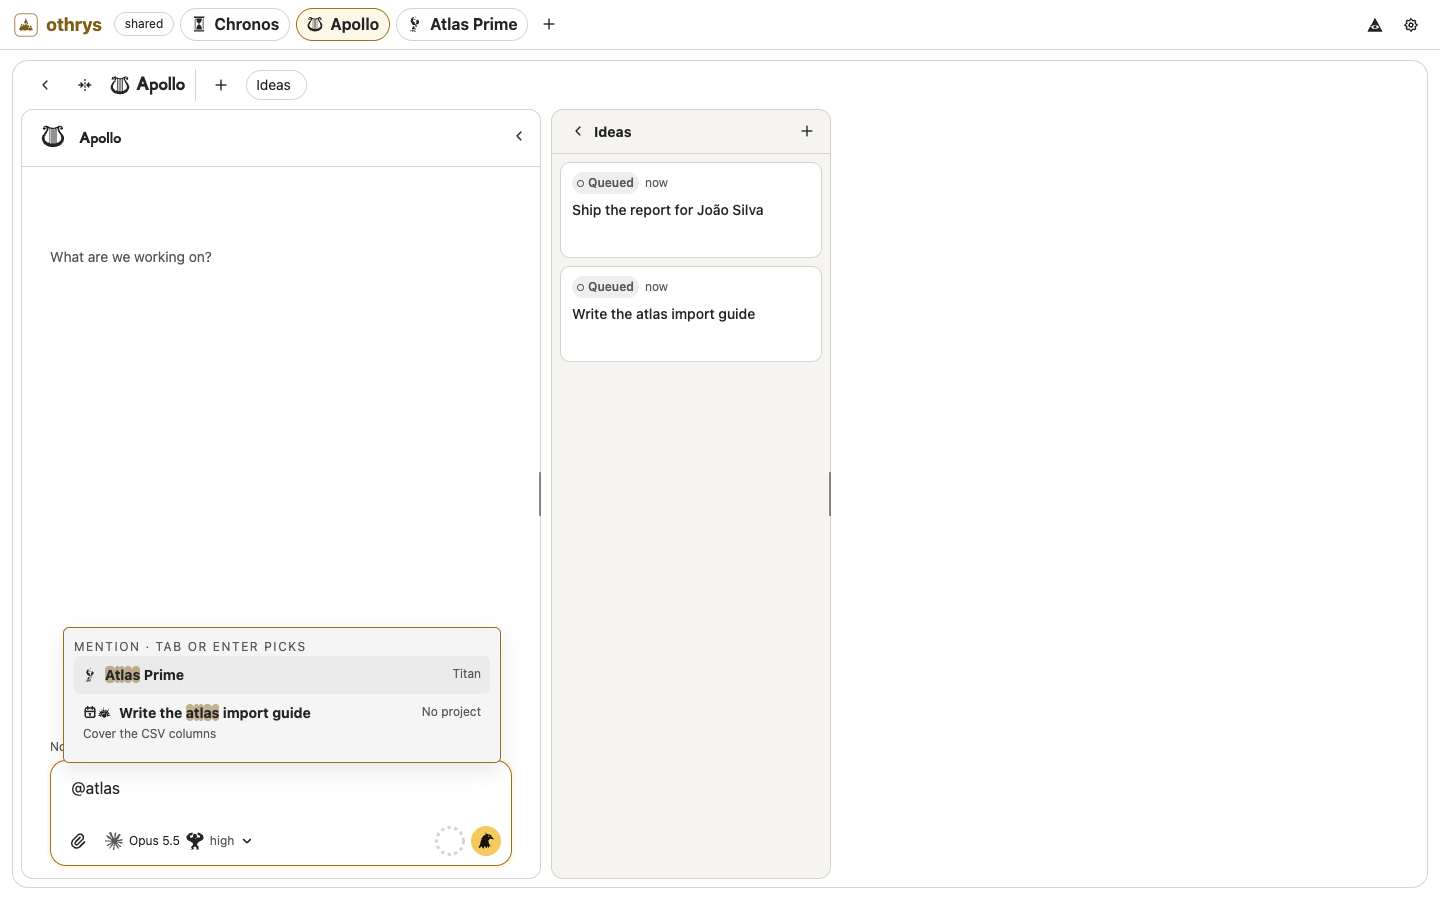 othrys
shared
Chronos
Apollo
Atlas Prime
Apollo
Ideas
Apollo
What are we working on?
Ideas
Queued now
Ship the report for João Silva
Queued now
Write the atlas import guide
MENTION · TAB OR ENTER PICKS
Atlas Prime Titan
Write the atlas import guide No project
Cover the CSV columns
@atlas
Opus 5.5 high